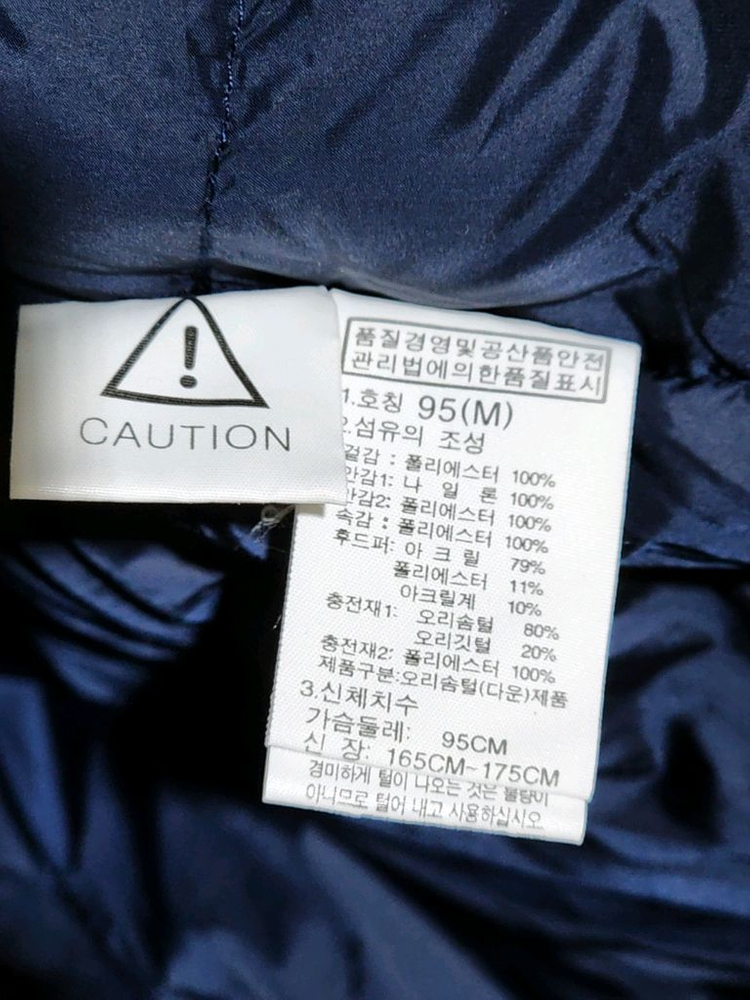 CAUTION
품질경영및공산품안전
관리법에의한품질표시
1.호칭 95(M)
2.섬유의 조성
겉감 : 폴리에스터 100%
안감1: 나 일 론 100%
안감2: 폴리에스터 100%
속감 : 폴리에스터 100%
후드퍼: 아 크 릴 79%
폴리에스터 11%
아크릴계 10%
충전재1: 오리솜털 80%
오리깃털 20%
충전재2: 폴리에스터 100%
제품구분:오리솜털(다운)제품
3.신체치수
가슴둘레: 95CM
신 장: 165CM~175CM
경미하게 털이 나오는 것은 불량이
아니므로 털어 내고 사용하십시오